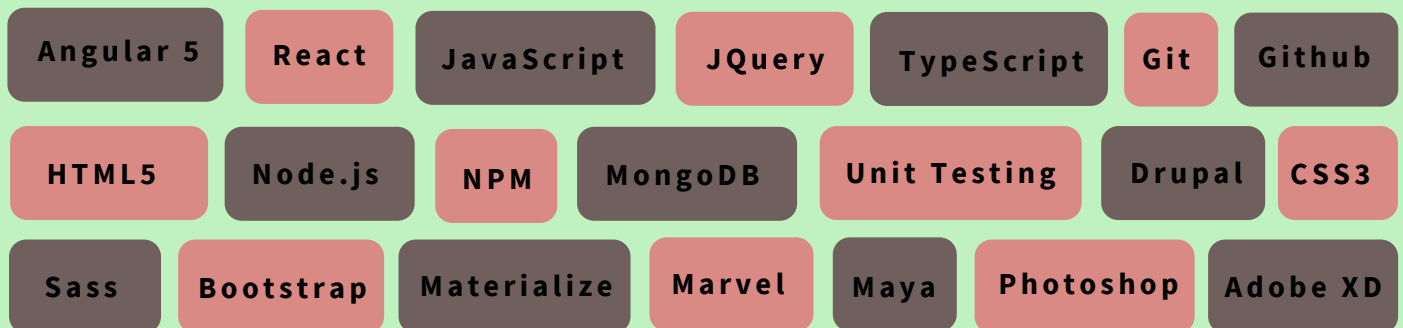 Angular 5 React JavaScript JQuery TypeScript Git Github
HTML5 Node.js NPM MongoDB Unit Testing Drupal CSS3
Sass Bootstrap Materialize Marvel Maya Photoshop Adobe XD